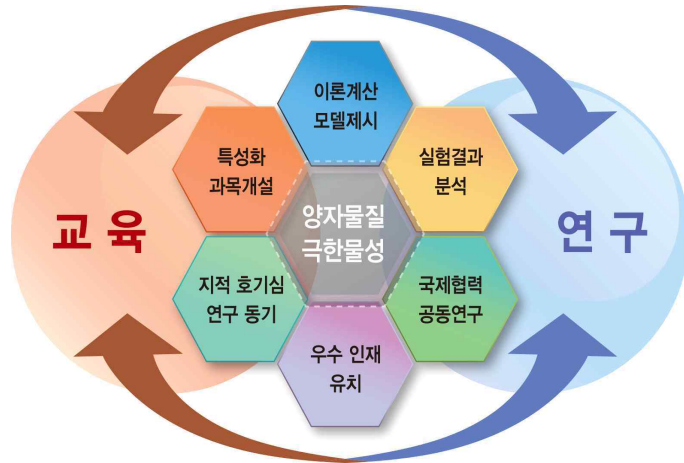 이론계산
모델제시
특성화
과목개설
실험결과
분석
교육
양자물질
극한물성
연구
지적 호기심
연구 동기
국제협력
공동연구
우수 인재
유치